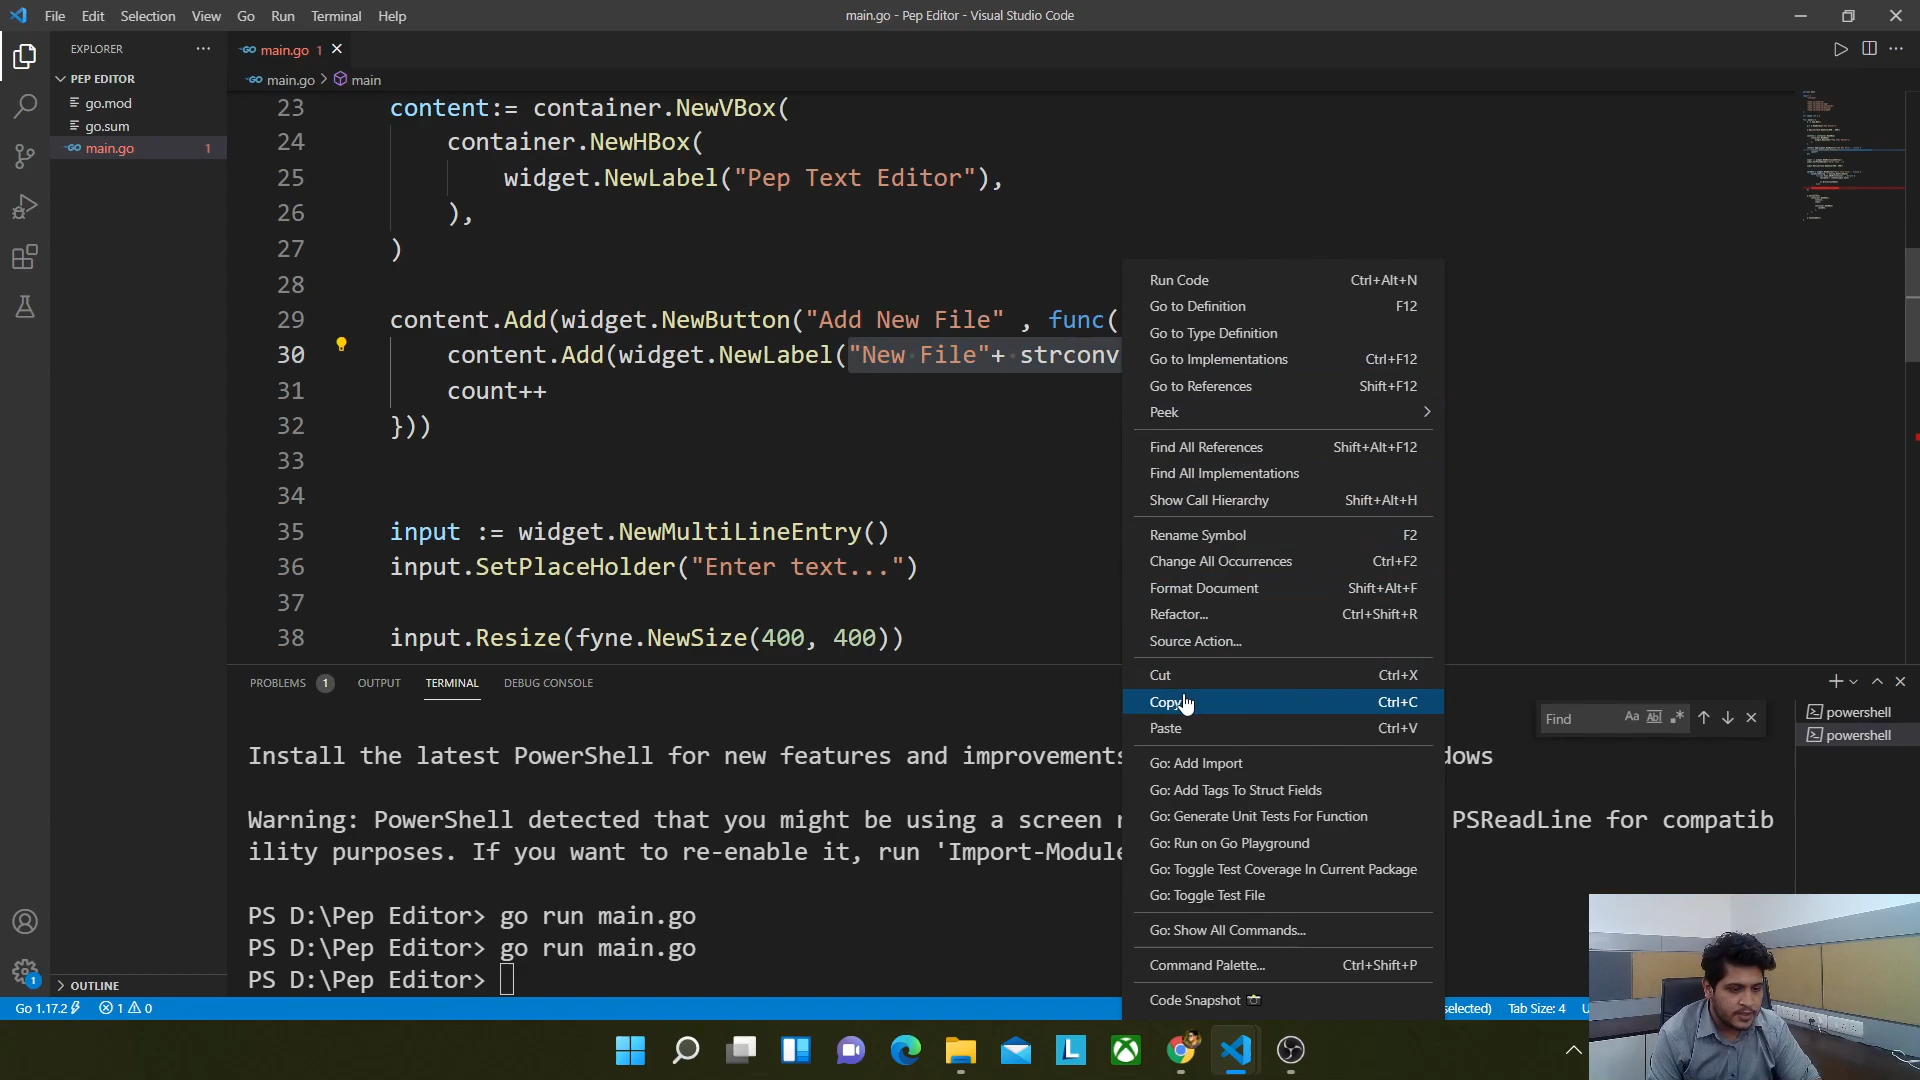 File Edit Selection View Go Run Terminal Help
main.go - Pep Editor - Visual Studio Code
EXPLORER
main.go 1
PEP EDITOR
main.go > main
go.mod
go.sum
main.go 1
23 content:= container.NewVBox(
24 container.NewHBox(
25 widget.NewLabel("Pep Text Editor"),
26 ),
27 )
28
29 content.Add(widget.NewButton("Add New File" , func(
30 content.Add(widget.NewLabel("New File"+ strconv
31 count++
32 }))
33
34
35 input := widget.NewMultiLineEntry()
36 input.SetPlaceHolder("Enter text...")
37
38 input.Resize(fyne.NewSize(400, 400))
Run Code Ctrl+Alt+N
Go to Definition F12
Go to Type Definition
Go to Implementations Ctrl+F12
Go to References Shift+F12
Peek
Find All References Shift+Alt+F12
Find All Implementations
Show Call Hierarchy Shift+Alt+H
Rename Symbol F2
Change All Occurrences Ctrl+F2
Format Document Shift+Alt+F
Refactor... Ctrl+Shift+R
Source Action...
Cut Ctrl+X
Copy Ctrl+C
Paste Ctrl+V
Go: Add Import
Go: Add Tags To Struct Fields
Go: Generate Unit Tests For Function
Go: Run on Go Playground
Go: Toggle Test Coverage In Current Package
Go: Toggle Test File
Go: Show All Commands...
Command Palette... Ctrl+Shift+P
Code Snapshot
PROBLEMS 1 OUTPUT TERMINAL DEBUG CONSOLE
Find Aa Abl
powershell
powershell
Install the latest PowerShell for new features and improvements dows
Warning: PowerShell detected that you might be using a screen r PSReadLine for compatib
ility purposes. If you want to re-enable it, run 'Import-Module
PS D:\Pep Editor> go run main.go
PS D:\Pep Editor> go run main.go
PS D:\Pep Editor>
OUTLINE
1
Go 1.17.2 1 0 selected) Tab Size: 4